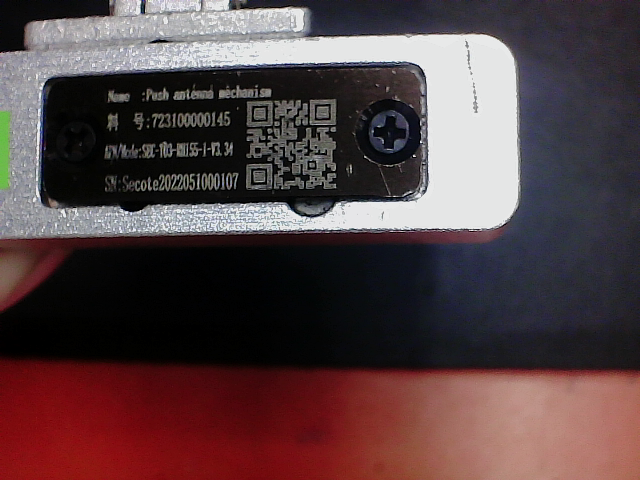 Name :Push antenna mechanism
料 号:723100000145
SN:Secote2022051000107